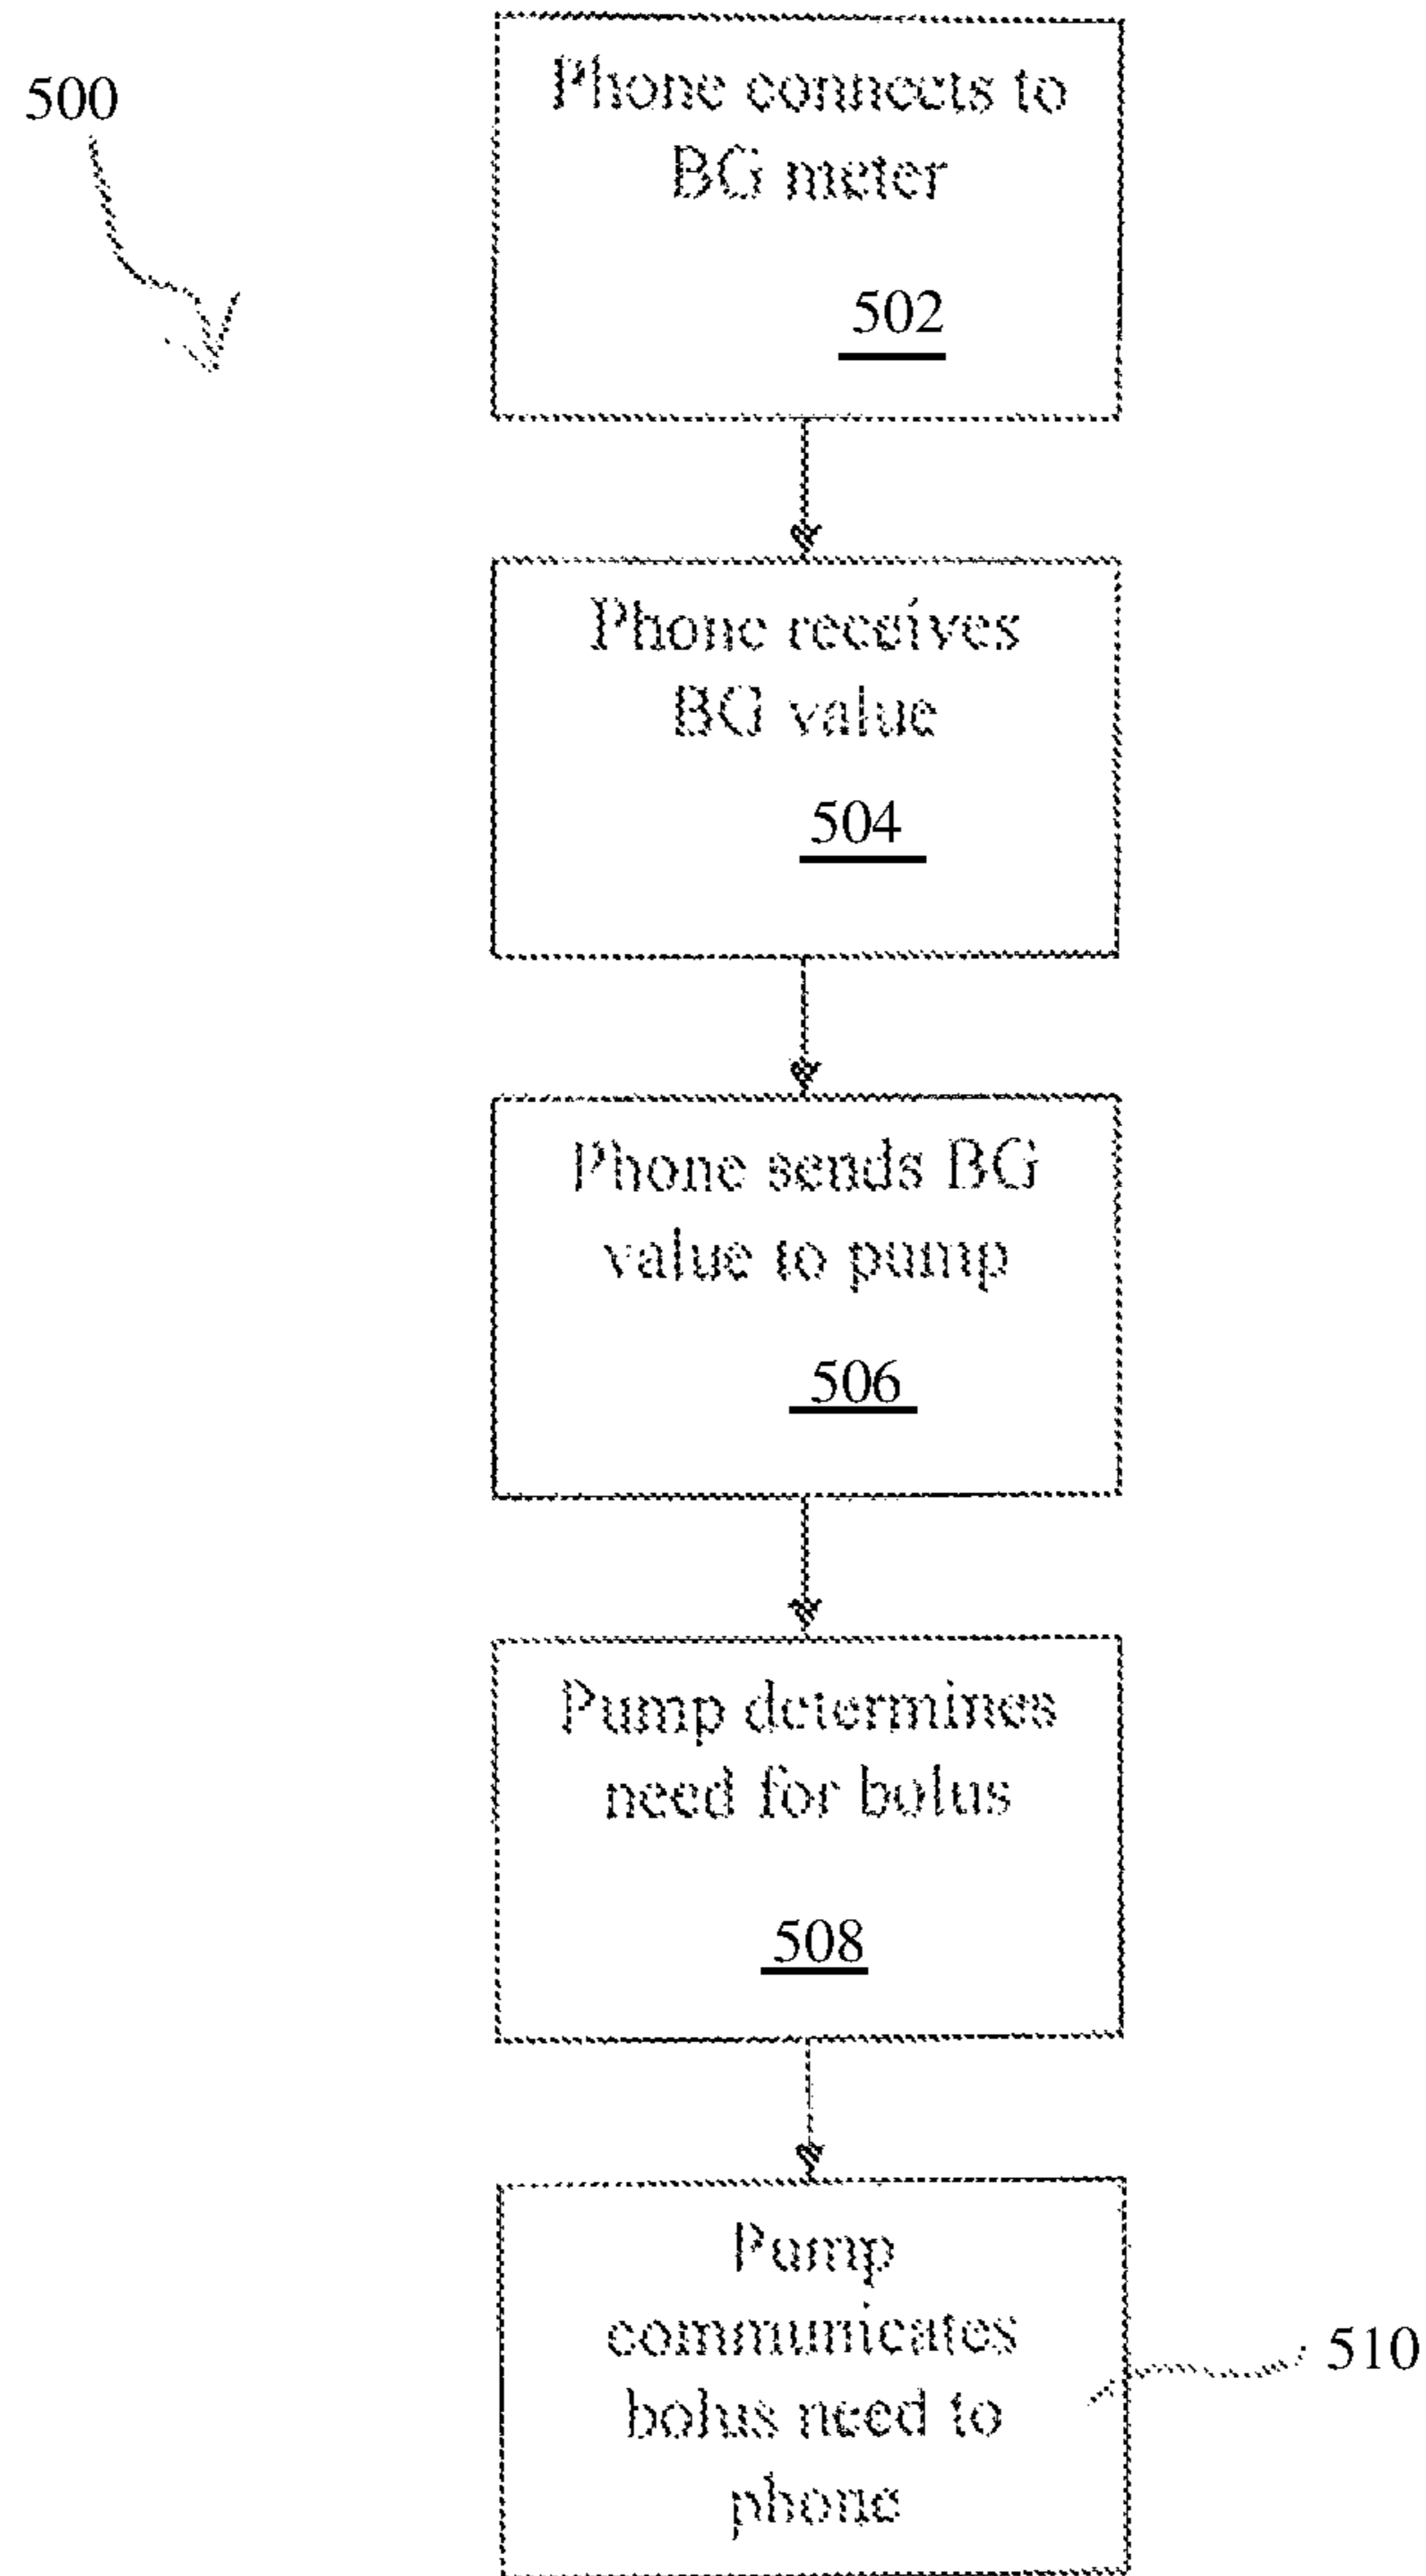 500
Phone connects to
BG meter
502
Phone receives
BG value
504
Phone sends BG
value to pump
506
Pump determines
need for bolus
508
Pump
communicates
bolus need to
phone
510